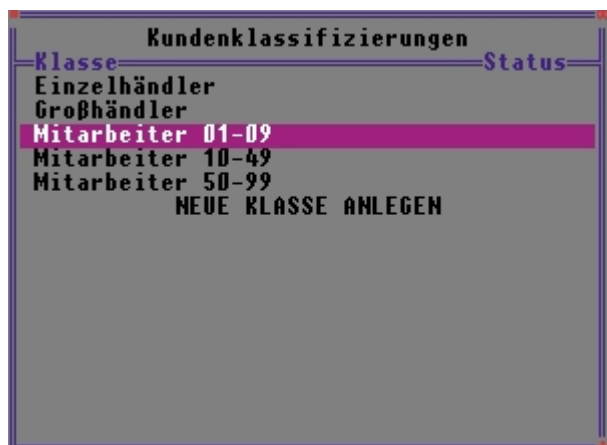 Kundenklassifizierungen
Klasse Status
Einzelhändler
Großhändler
Mitarbeiter 01-09
Mitarbeiter 10-49
Mitarbeiter 50-99
NEUE KLASSE ANLEGEN